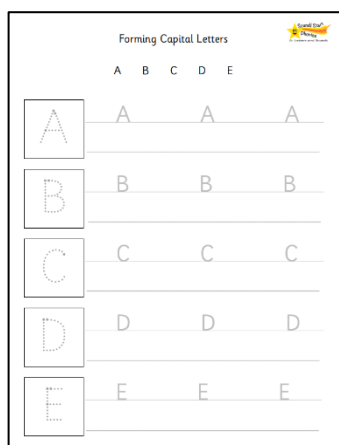 Forming Capital Letters
A B C D E
A A A A
B B B B
C C C C
D D D D
E E E E